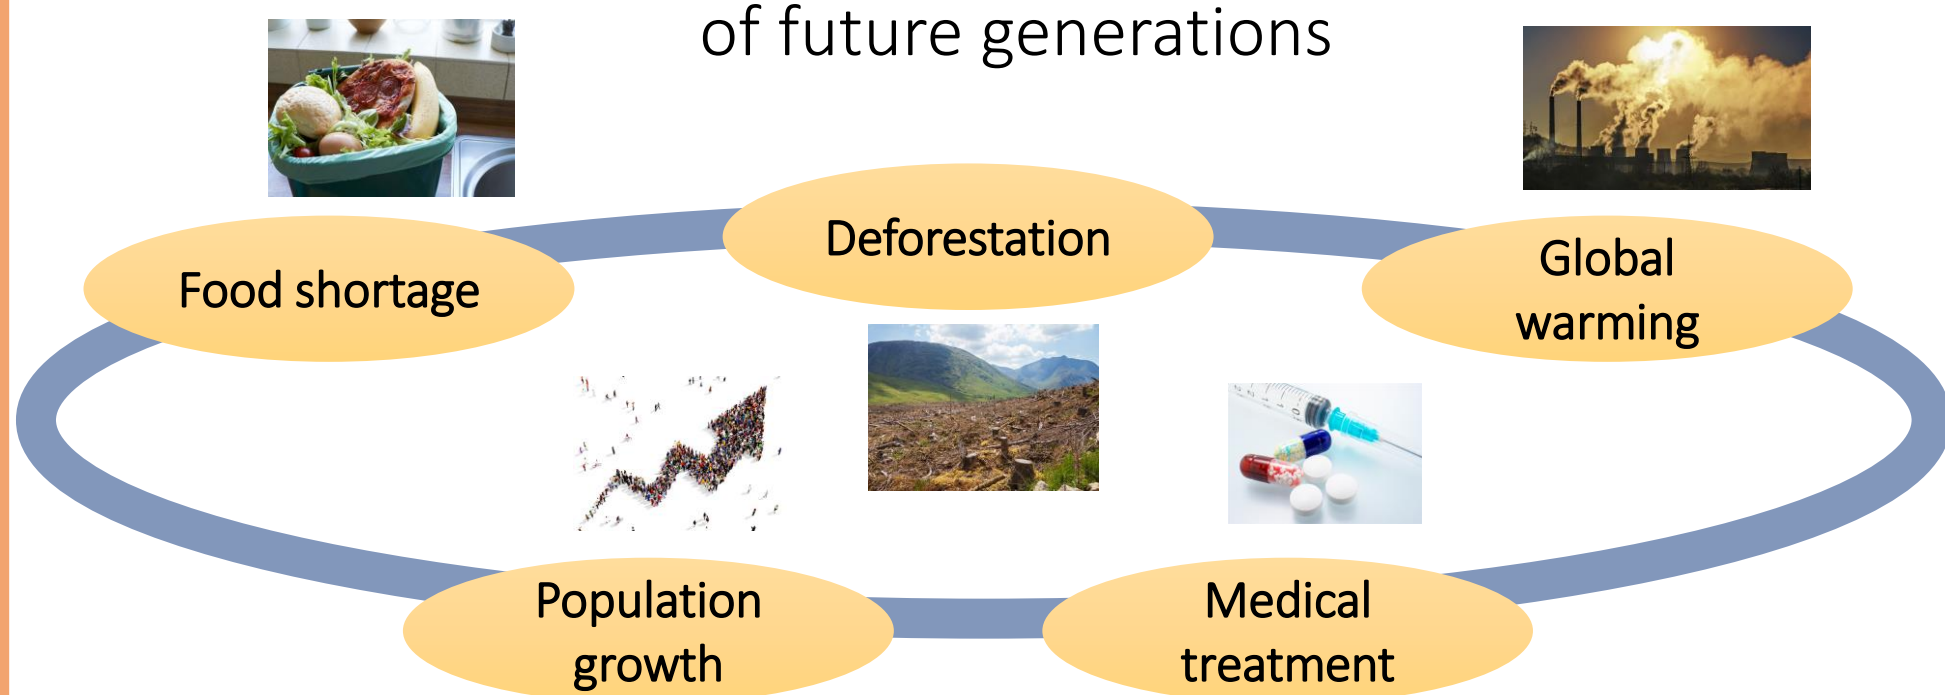 of future generations
Deforestation
Food shortage
Global
warming
Population
growth
Medical
treatment